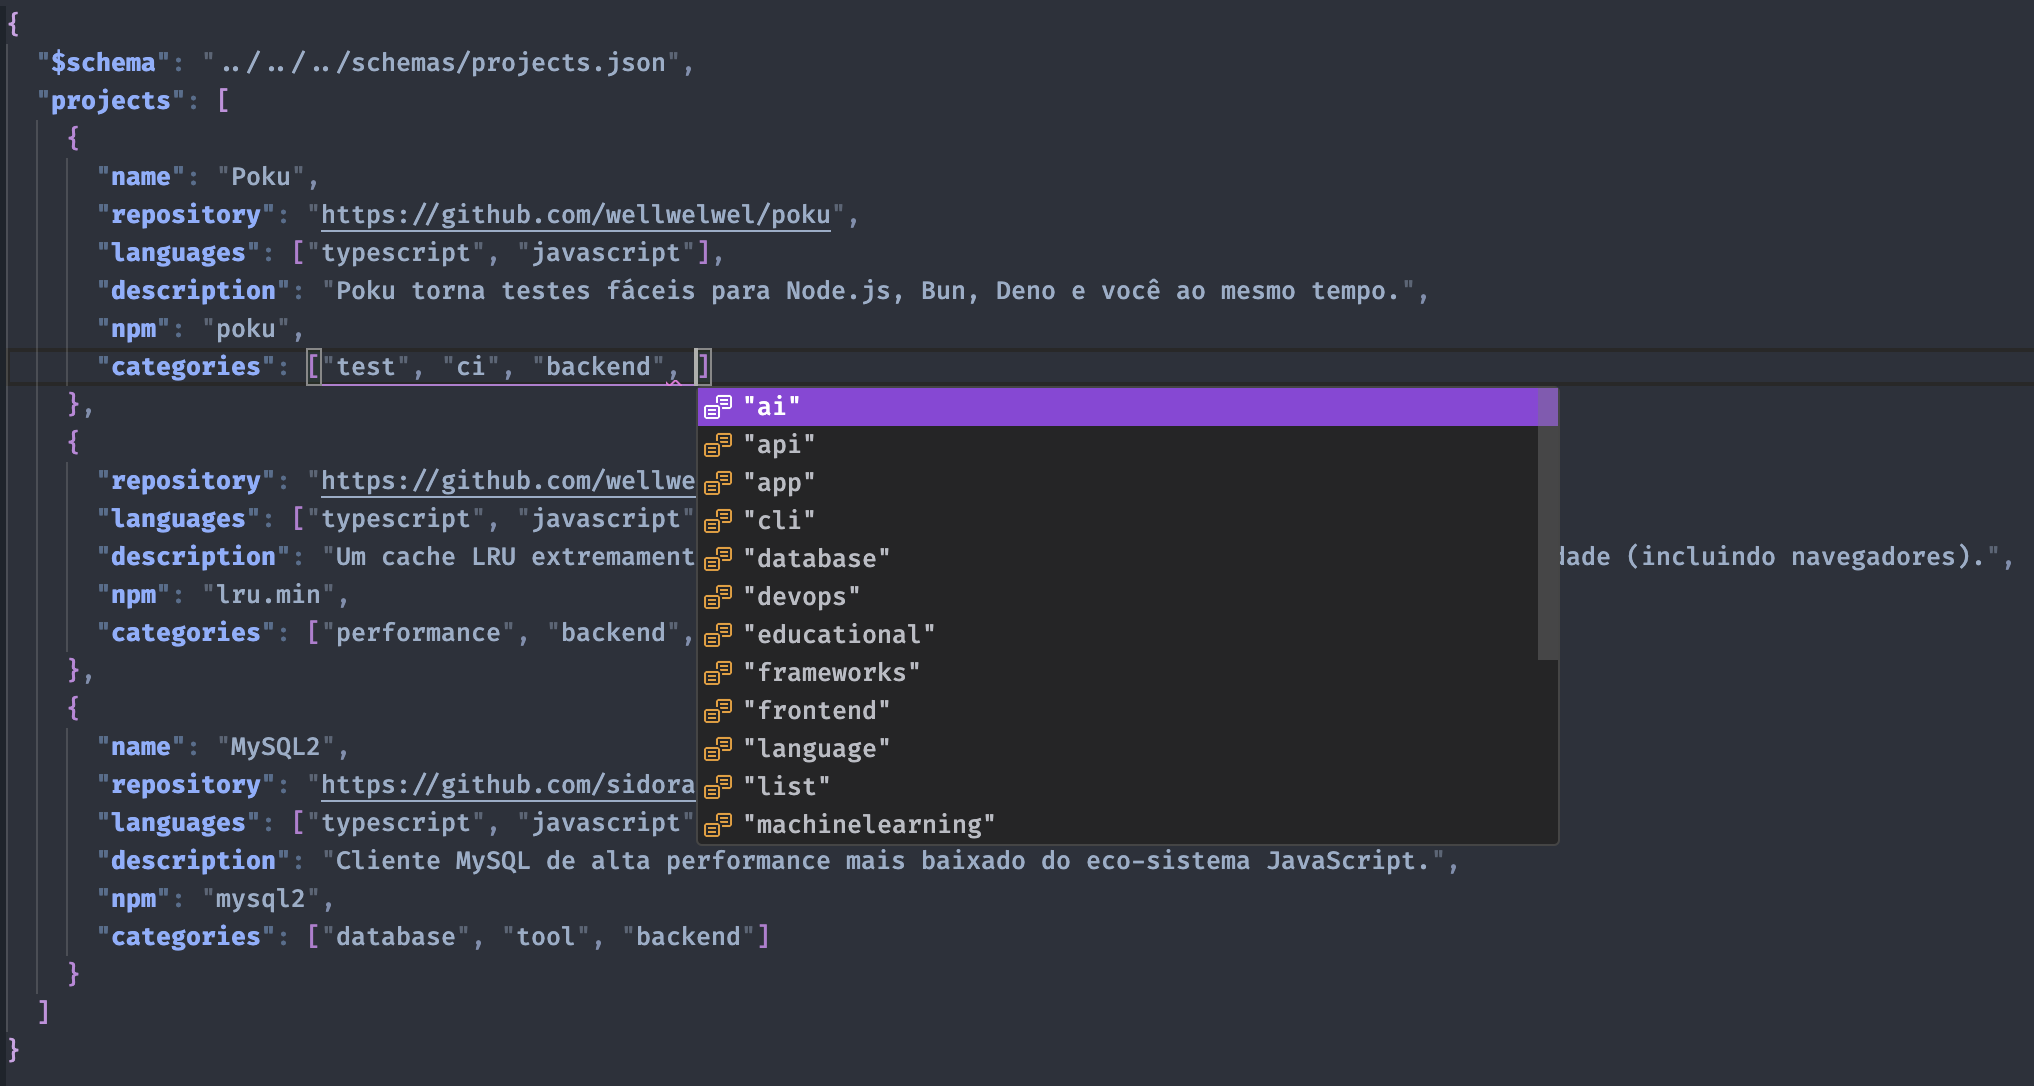 {
"$schema": "../../../schemas/projects.json",
"projects": [
{
"name": "Poku",
"repository": "https://github.com/wellwelwel/poku",
"languages": ["typescript", "javascript"],
"description": "Poku torna testes fáceis para Node.js, Bun, Deno e você ao mesmo tempo.",
"npm": "poku",
"categories": ["test", "ci", "backend", ]
"ai"
},
"api"
{
"app"
"repository": "https://github.com/wellwe
"cli"
"languages": ["typescript", "javascript"
"database"
"description": "Um cache LRU (incluindo navegadores).",
"devops"
"npm": "lru.min",
"educational"
"categories": ["performance", "backend",
"frameworks"
},
"frontend"
{
"language"
"name": "MySQL2",
"list"
"repository": "https://github.com/sidora
"machinelearning"
"languages": ["typescript", "javascript"
"description": "Cliente MySQL de alta performance mais baixado do eco-sistema JavaScript.",
"npm": "mysql2",
"categories": ["database", "tool", "backend"]
}
]
}